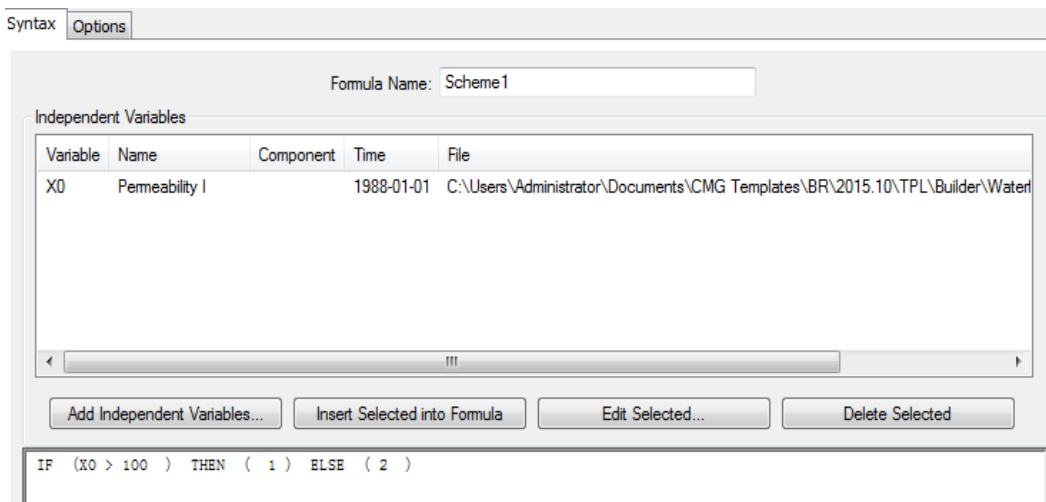 Syntax Options
Formula Name: Scheme1
Independent Variables
Variable Name Component Time File
X0 Permeability I 1988-01-01 C:\Users\Administrator\Documents\CMG Templates\BR\2015.10\TPL\Builder\Water
Add Independent Variables... Insert Selected into Formula Edit Selected... Delete Selected
IF (X0 > 100 ) THEN ( 1 ) ELSE ( 2 )